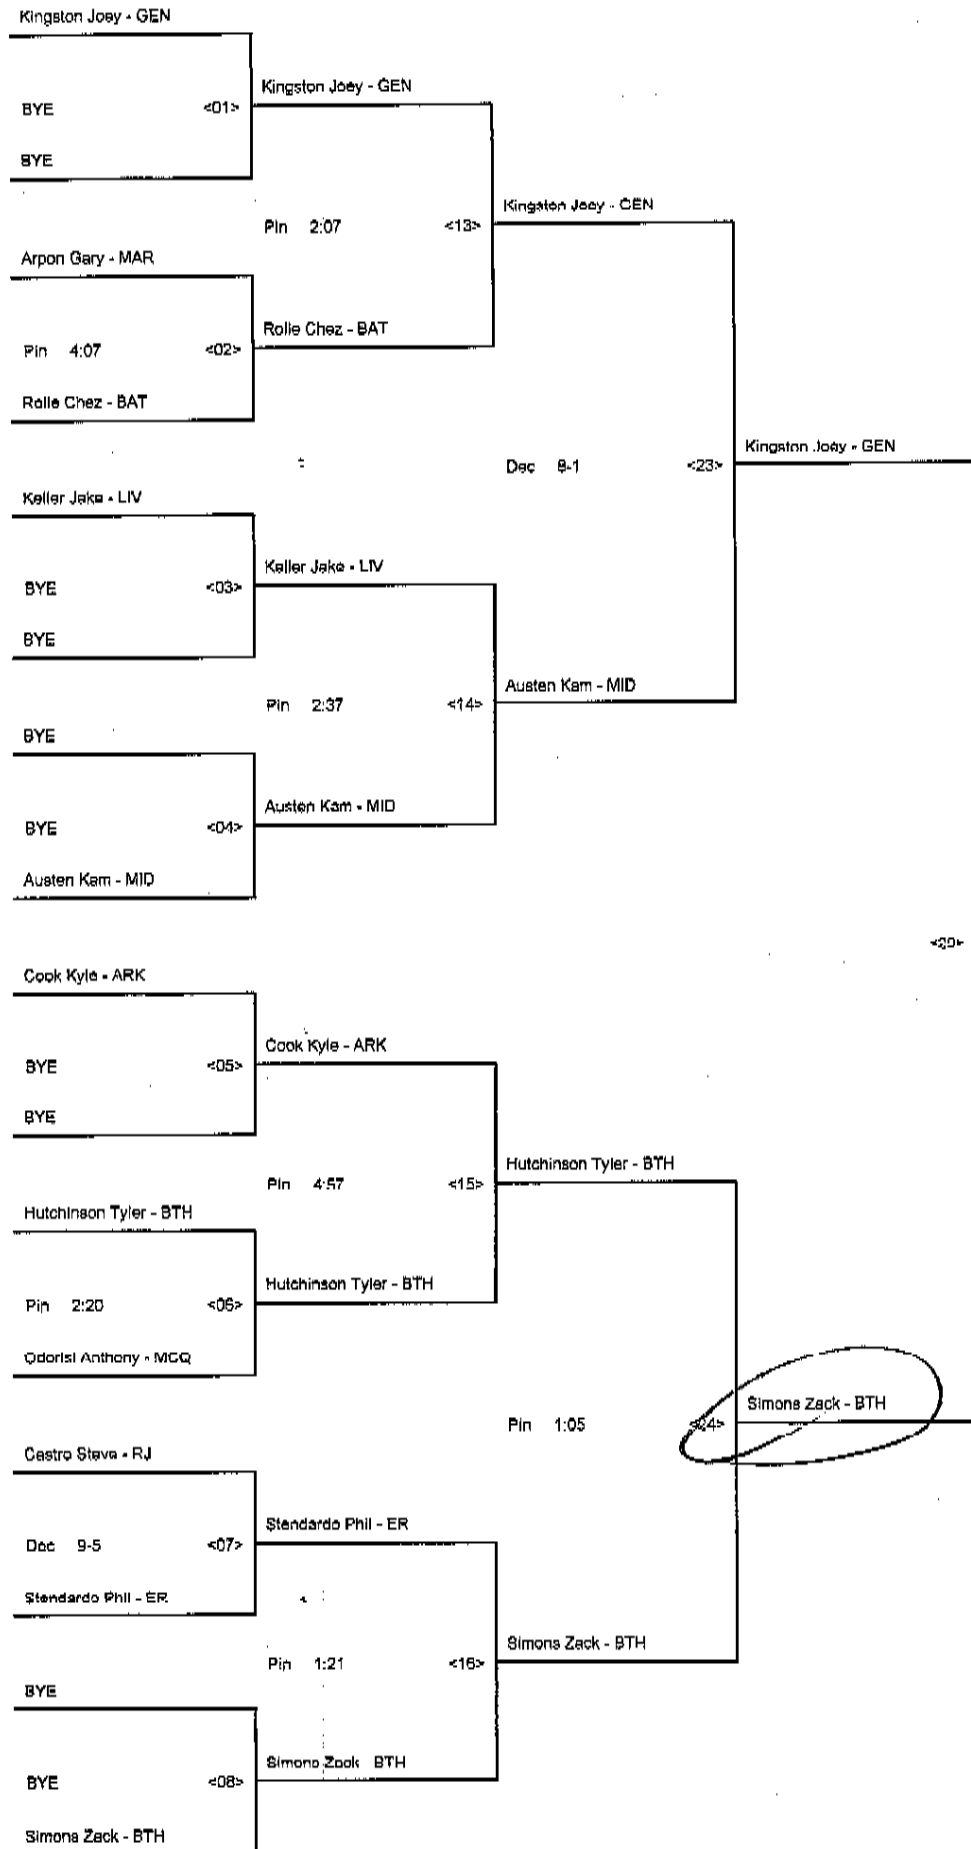 Kingston Joey - GEN
Kingston Joey - GEN
BYE <01>
BYE
Kingston Joey - GEN
Pin 2:07 <13>
Arpon Gary - MAR
Rolle Chez - BAT
Pin 4:07 <02>
Rolle Chez - BAT
Kingston Joey - GEN
Dec 8-1 <23>
Keller Jake - LIV
Keller Jake - LIV
BYE <03>
BYE
Austen Kam - MID
Pin 2:37 <14>
BYE
Austen Kam - MID
BYE <04>
Austen Kam - MID
Cook Kyle - ARK
Cook Kyle - ARK
BYE <05>
BYE
Hutchinson Tyler - BTH
Pin 4:57 <15>
Hutchinson Tyler - BTH
Hutchinson Tyler - BTH
Pin 2:20 <06>
Odorisi Anthony - MCQ
Simons Zack - BTH
Pin 1:05 <24>
Castro Steve - RJ
Stendardo Phil - ER
Dec 9-5 <07>
Stendardo Phil - ER
Simons Zack - BTH
Pin 1:21 <16>
BYE
Simons Zack - BTH
BYE <08>
Simons Zack - BTH